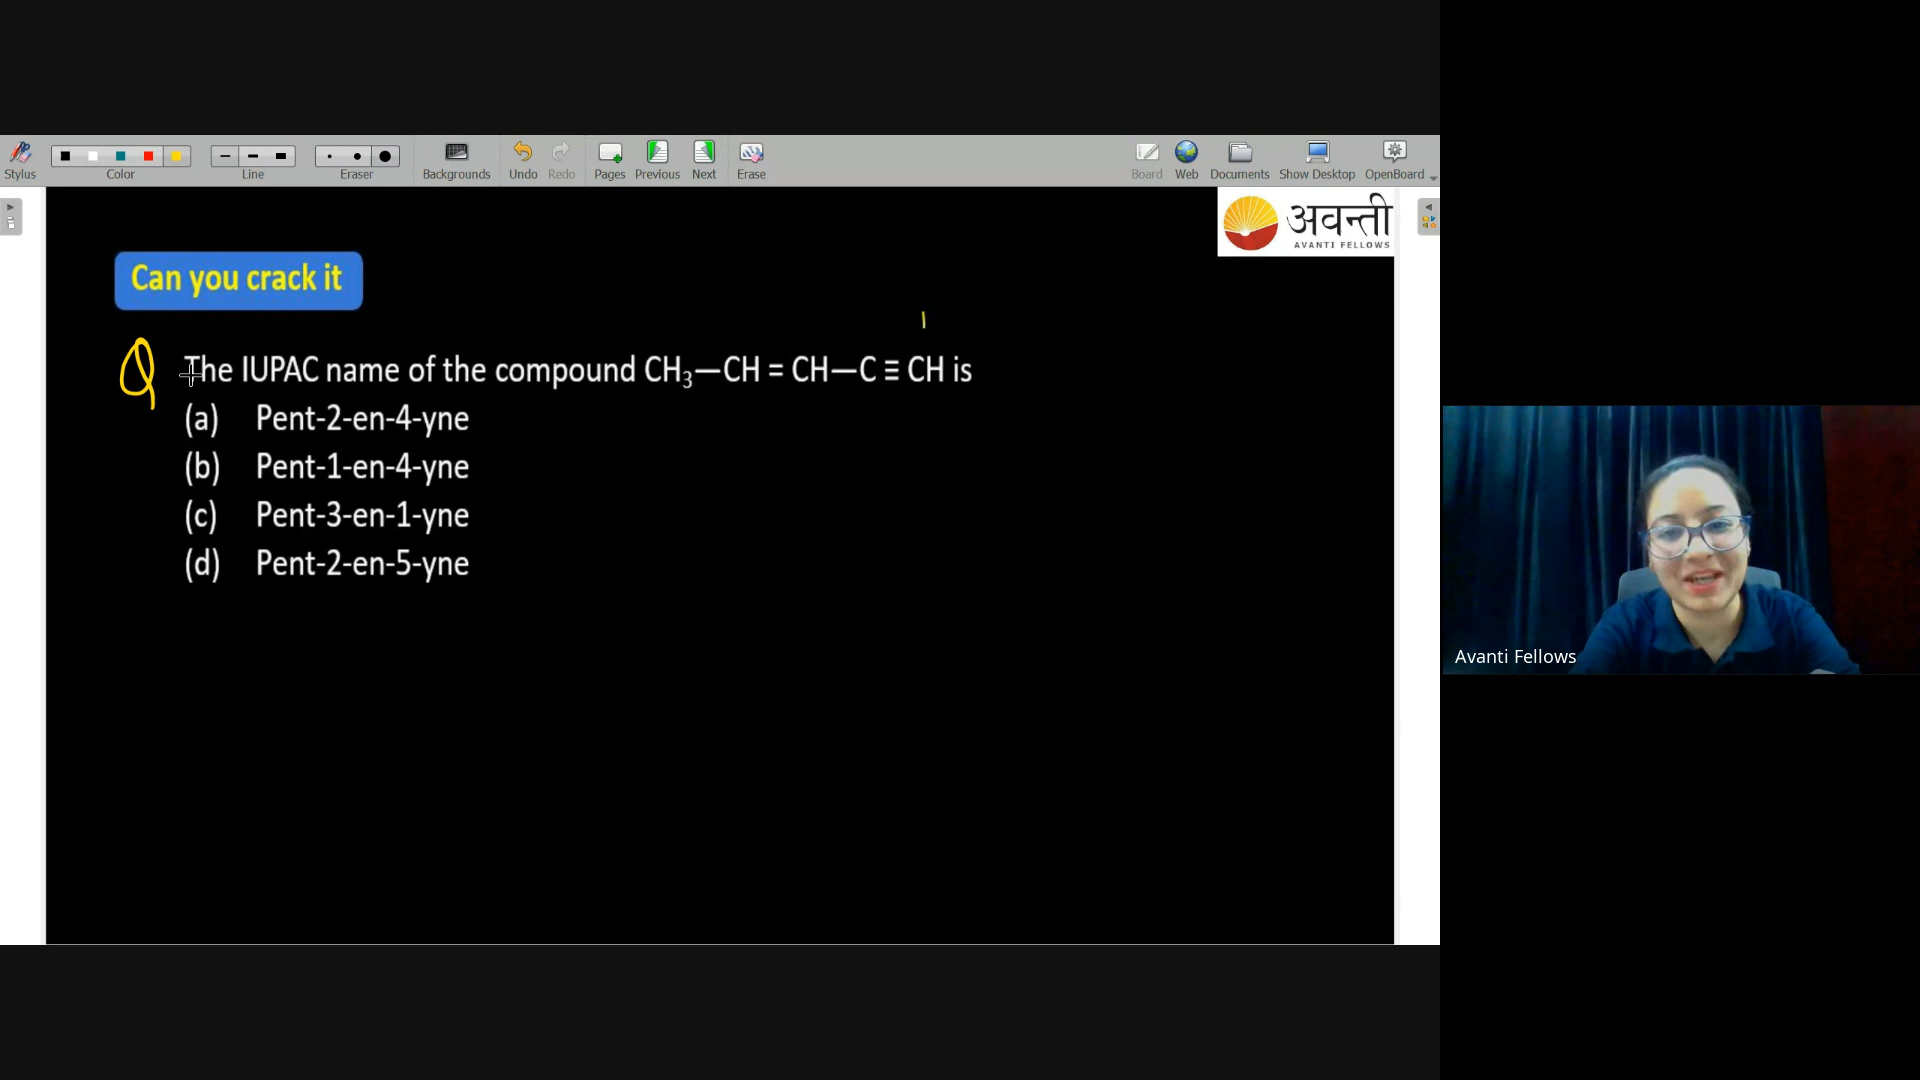 Stylus
Color
Line
Eraser
Backgrounds
Undo
Redo
Pages
Previous
Next
Erase
Board
Web
Documents
Show Desktop
OpenBoard
अवन्ती
AVANTI FELLOWS
Can you crack it
1
Q The IUPAC name of the compound CH₃—CH = CH—C ≡ CH is
(a) Pent-2-en-4-yne
(b) Pent-1-en-4-yne
(c) Pent-3-en-1-yne
(d) Pent-2-en-5-yne
Avanti Fellows